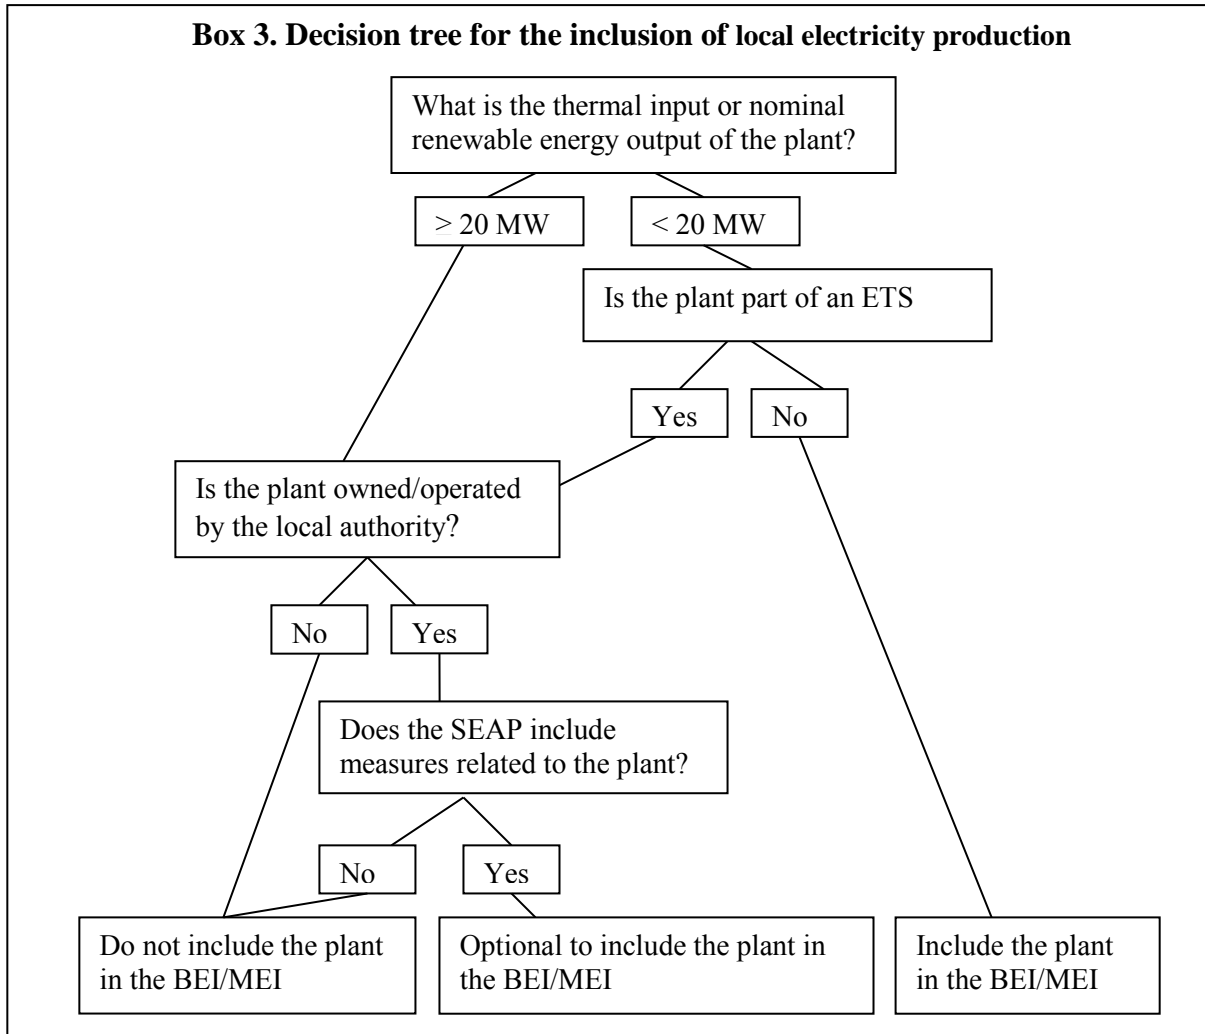 Box 3. Decision tree for the inclusion of local electricity production
What is the thermal input or nominal
renewable energy output of the plant?
≥ 20 MW
< 20 MW
Is the plant part of an ETS
Yes
No
Is the plant owned/operated
by the local authority?
No
Yes
Does the SEAP include
measures related to the plant?
No
Yes
Do not include the plant
in the BEI/MEI
Optional to include the plant in
the BEI/MEI
Include the plant
in the BEI/MEI